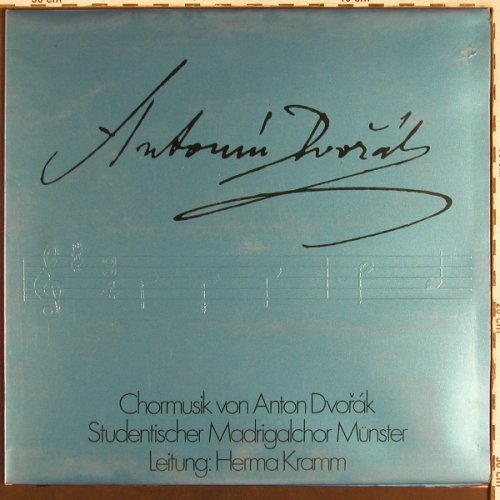 Antonín Dvořák
Chormusik von Anton Dvořák
Studentischer Madrigalchor Münster
Leitung: Herma Kramm